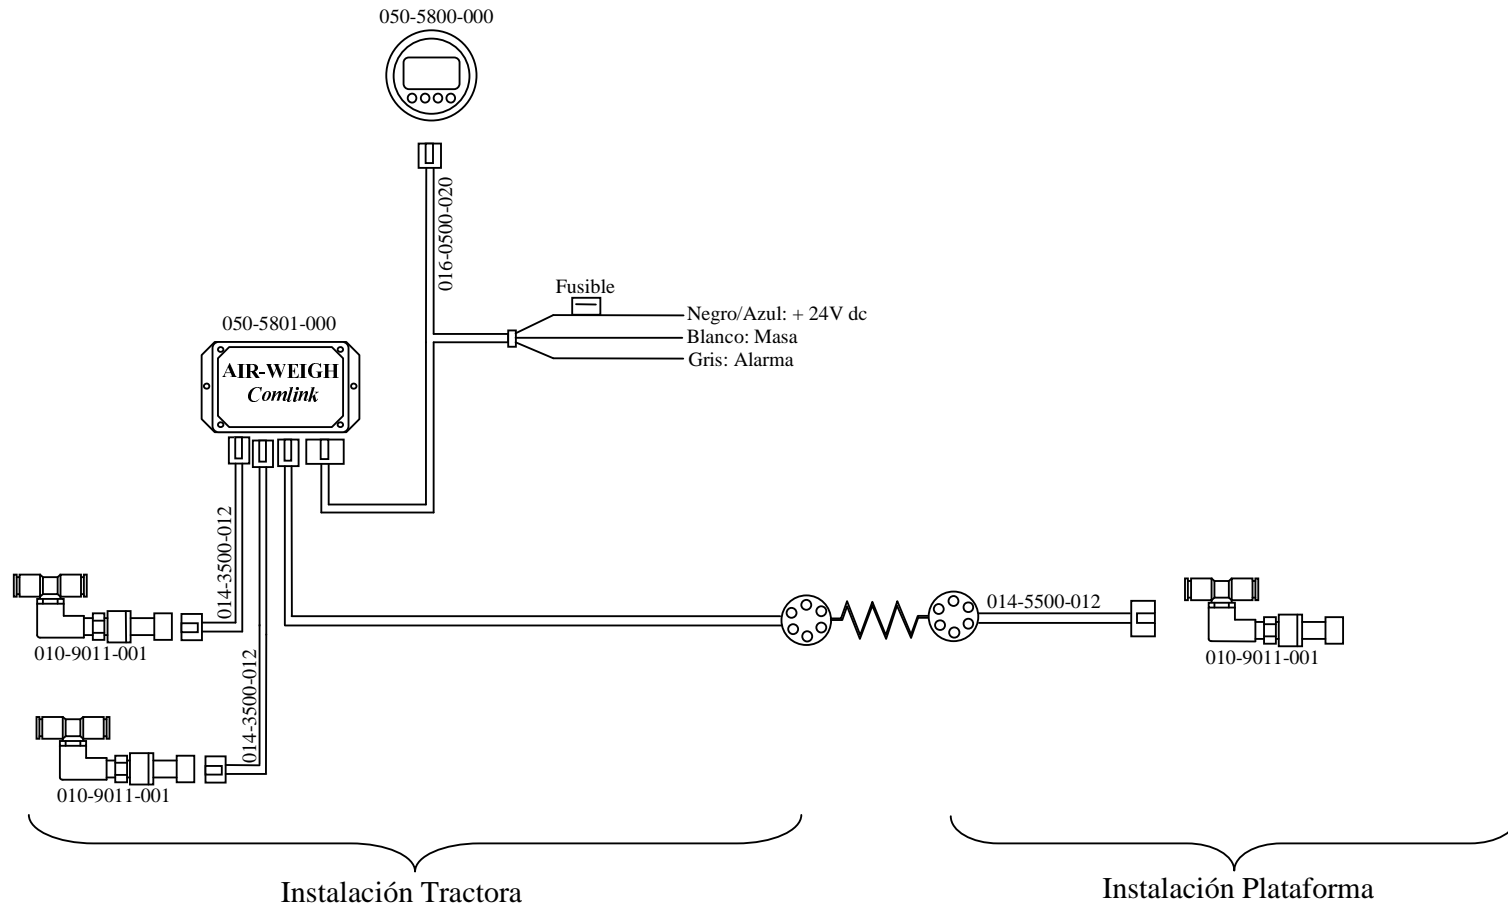 050-5800-000
016-0500-020
Fusible
Negro/Azul: + 24V dc
Blanco: Masa
Gris: Alarma
050-5801-000
AIR-WEIGH
Comlink
014-3500-012
014-3500-012
010-9011-001
010-9011-001
014-5500-012
010-9011-001
Instalación Tractora
Instalación Plataforma